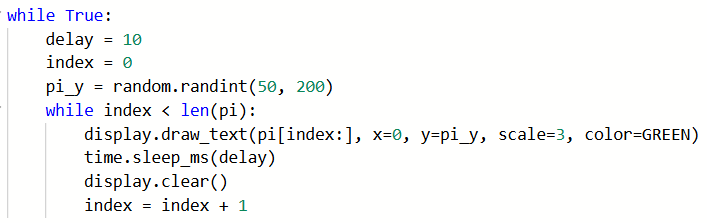 while True:
    delay = 10
    index = 0
    pi_y = random.randint(50, 200)
    while index < len(pi):
        display.draw_text(pi[index:], x=0, y=pi_y, scale=3, color=GREEN)
        time.sleep_ms(delay)
        display.clear()
        index = index + 1